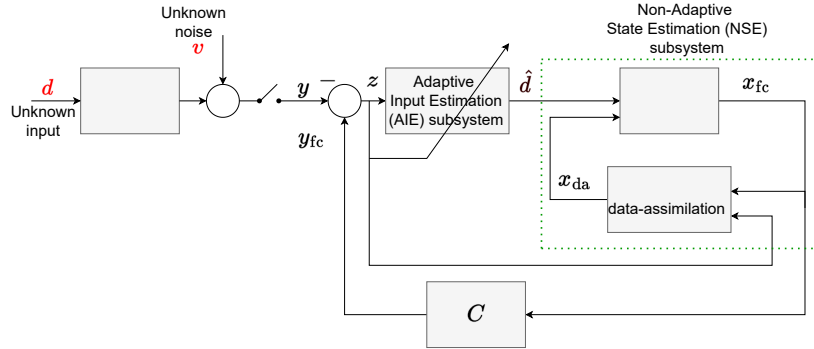 Unknown
noise
v
d
Unknown
input
y
−
z
y_fc
Adaptive
Input Estimation
(AIE) subsystem
d̂
Non-Adaptive
State Estimation (NSE)
subsystem
x_fc
x_da
data-assimilation
C